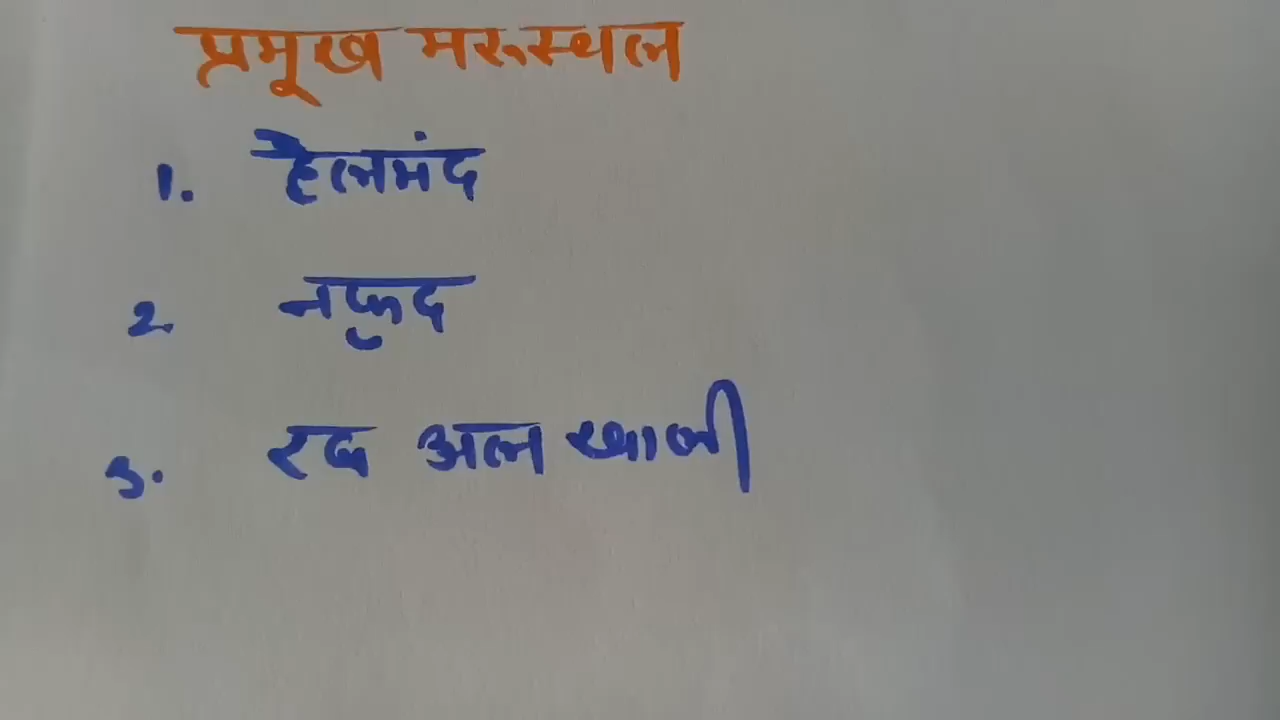 प्रमुख मरुस्थल
1. हैलमंद
2. नफूद
3. रब अल खाली